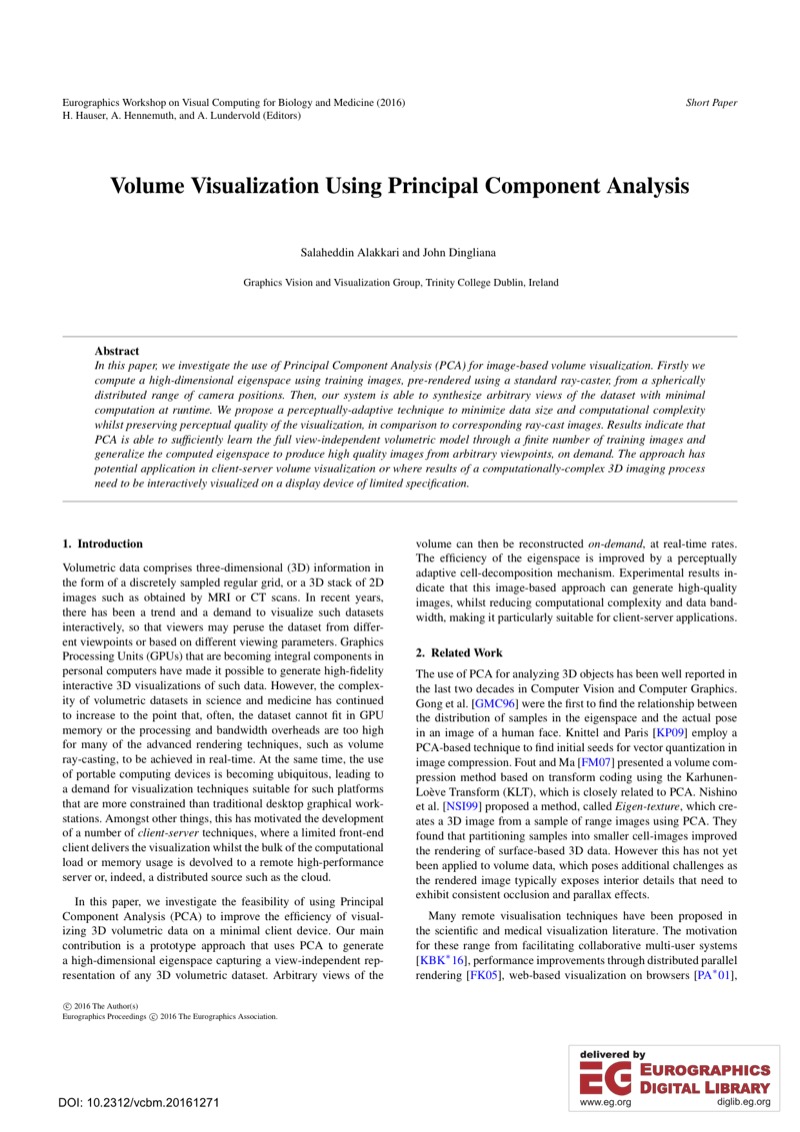 Eurographics Workshop on Visual Computing for Biology and Medicine (2016)
H. Hauser, A. Hennemuth, and A. Lundervold (Editors)
Short Paper
Volume Visualization Using Principal Component Analysis
Salaheddin Alakkari and John Dingliana
Graphics Vision and Visualization Group, Trinity College Dublin, Ireland
Abstract
In this paper, we investigate the use of Principal Component Analysis (PCA) for image-based volume visualization. Firstly we
compute a high-dimensional eigenspace using training images, pre-rendered using a standard ray-caster, from a spherically
distributed range of camera positions. Then, our system is able to synthesize arbitrary views of the dataset with minimal
computation at runtime. We propose a perceptually-adaptive technique to minimize data size and computational complexity
whilst preserving perceptual quality of the visualization, in comparison to corresponding ray-cast images. Results indicate that
PCA is able to sufficiently learn the full view-independent volumetric model through a finite number of training images and
generalize the computed eigenspace to produce high quality images from arbitrary viewpoints, on demand. The approach has
potential application in client-server volume visualization or where results of a computationally-complex 3D imaging process
need to be interactively visualized on a display device of limited specification.
1. Introduction
Volumetric data comprises three-dimensional (3D) information in
the form of a discretely sampled regular grid, or a 3D stack of 2D
images such as obtained by MRI or CT scans. In recent years,
there has been a trend and a demand to visualize such datasets
interactively, so that viewers may peruse the dataset from differ-
ent viewpoints or based on different viewing parameters. Graphics
Processing Units (GPUs) that are becoming integral components in
personal computers have made it possible to generate high-fidelity
interactive 3D visualizations of such data. However, the complex-
ity of volumetric datasets in science and medicine has continued
to increase to the point that, often, the dataset cannot fit in GPU
memory or the processing and bandwidth overheads are too high
for many of the advanced rendering techniques, such as volume
ray-casting, to be achieved in real-time. At the same time, the use
of portable computing devices is becoming ubiquitous, leading to
a demand for visualization techniques suitable for such platforms
that are more constrained than traditional desktop graphical work-
stations. Amongst other things, this has motivated the development
of a number of client-server techniques, where a limited front-end
client delivers the visualization whilst the bulk of the computational
load or memory usage is devolved to a remote high-performance
server or, indeed, a distributed source such as the cloud.
In this paper, we investigate the feasibility of using Principal
Component Analysis (PCA) to improve the efficiency of visual-
izing 3D volumetric data on a minimal client device. Our main
contribution is a prototype approach that uses PCA to generate
a high-dimensional eigenspace capturing a view-independent rep-
resentation of any 3D volumetric dataset. Arbitrary views of the
volume can then be reconstructed on-demand, at real-time rates.
The efficiency of the eigenspace is improved by a perceptually
adaptive cell-decomposition mechanism. Experimental results in-
dicate that this image-based approach can generate high-quality
images, whilst reducing computational complexity and data band-
width, making it particularly suitable for client-server applications.
2. Related Work
The use of PCA for analyzing 3D objects has been well reported in
the last two decades in Computer Vision and Computer Graphics.
Gong et al. [GMC96] were the first to find the relationship between
the distribution of samples in the eigenspace and the actual pose
in an image of a human face. Knittel and Paris [KP09] employ a
PCA-based technique to find initial seeds for vector quantization in
image compression. Fout and Ma [FM07] presented a volume com-
pression method based on transform coding using the Karhunen-
Loève Transform (KLT), which is closely related to PCA. Nishino
et al. [NSI99] proposed a method, called Eigen-texture, which cre-
ates a 3D image from a sample of range images using PCA. They
found that partitioning samples into smaller cell-images improved
the rendering of surface-based 3D data. However this has not yet
been applied to volume data, which poses additional challenges as
the rendered image typically exposes interior details that need to
exhibit consistent occlusion and parallax effects.
Many remote visualisation techniques have been proposed in
the scientific and medical visualization literature. The motivation
for these range from facilitating collaborative multi-user systems
[KBK*16], performance improvements through distributed parallel
rendering [FK05], web-based visualization on browsers [PA*01],
© 2016 The Author(s)
Eurographics Proceedings © 2016 The Eurographics Association.
DOI: 10.2312/vcbm.20161271
delivered by
EG EUROGRAPHICS
DIGITAL LIBRARY
www.eg.org diglib.eg.org